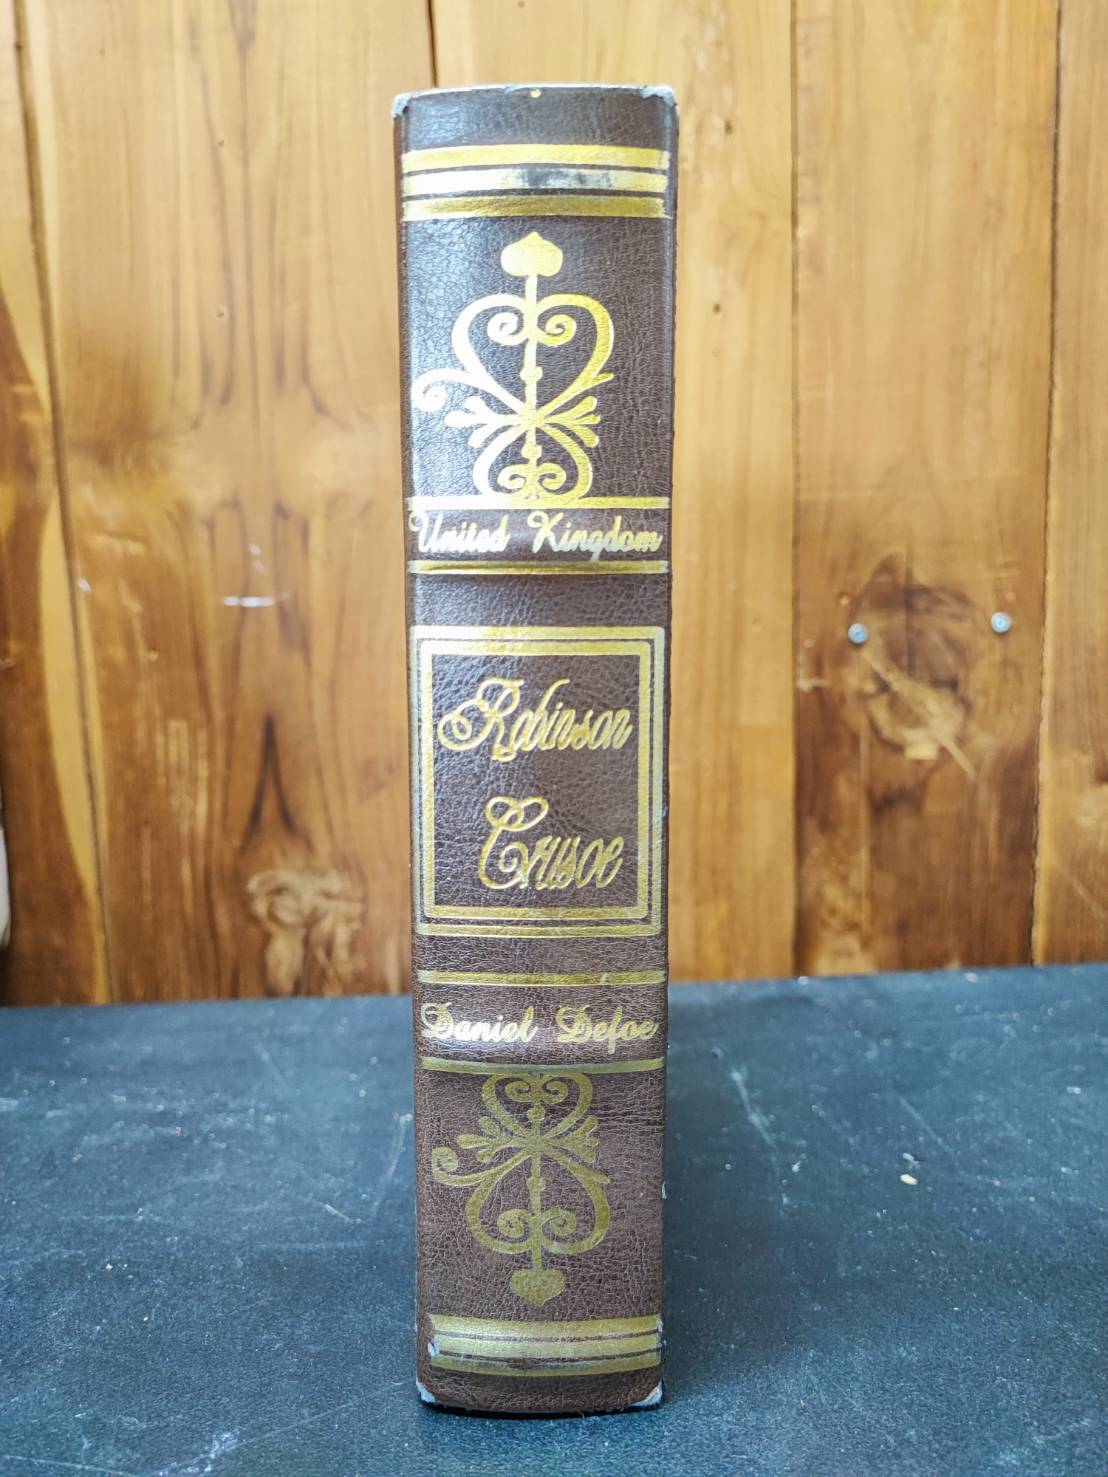 United Kingdom
Robinson
Crusoe
Daniel Defoe